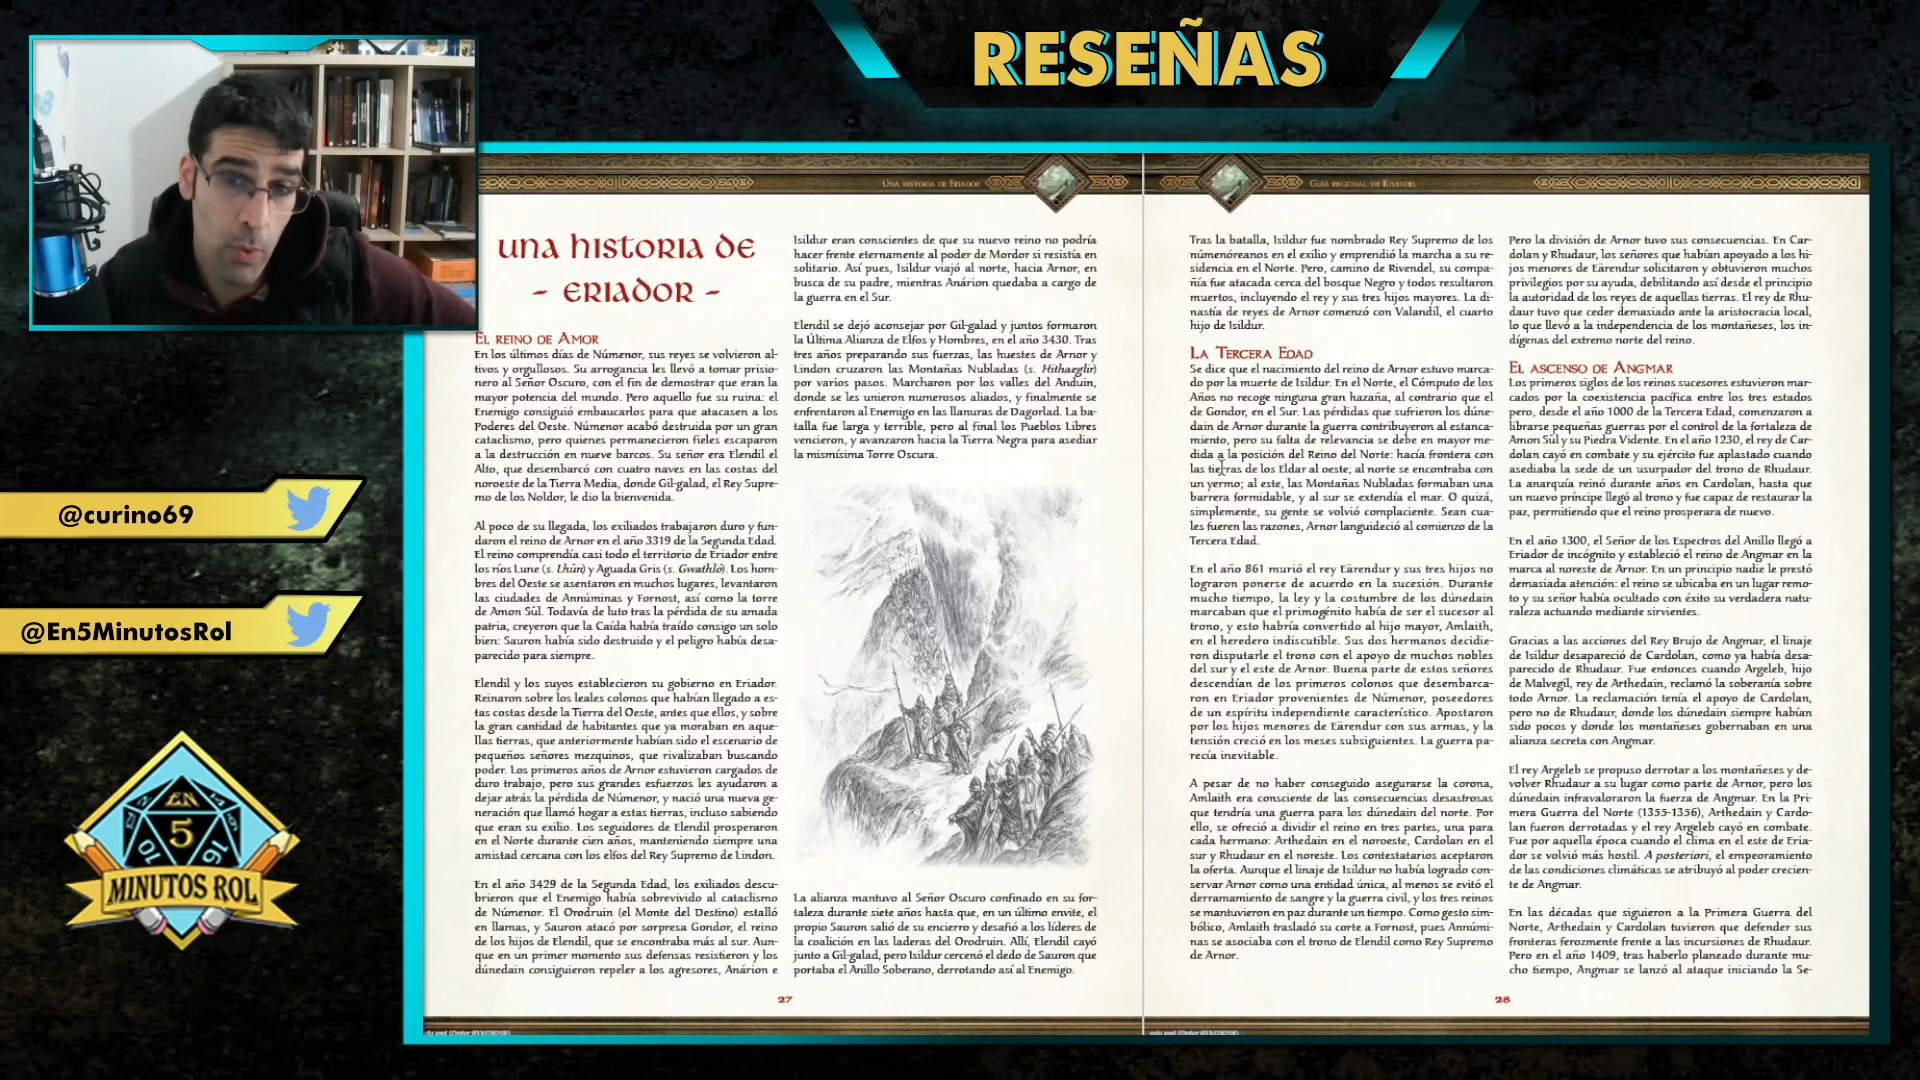 RESEÑAS
@curino69
@En5MinutosRol
EN
5
MINUTOS ROL
Una historia de Eriador
Guía regional de Rivendel
una historia de
- ERIADOR -
El reino de Amor
En los últimos días de Númenor, sus reyes se volvieron al-
tivos y orgullosos. Su arrogancia les llevó a tomar prisio-
nero al Señor Oscuro, con el fin de demostrar que eran la
mayor potencia del mundo. Pero aquello fue su ruina: el
Enemigo consiguió embaucarlos para que atacasen a los
Poderes del Oeste. Númenor acabó destruida por un gran
cataclismo, pero quienes permanecieron fieles escaparon
a la destrucción en nueve barcos. Su señor era Elendil el
Alto, que desembarcó con cuatro naves en las costas del
noroeste de la Tierra Media, donde Gil-galad, el Rey Supre-
mo de los Noldor, le dio la bienvenida.
Al poco de su llegada, los exiliados trabajaron duro y fun-
daron el reino de Arnor en el año 3319 de la Segunda Edad.
El reino comprendía casi todo el territorio de Eriador entre
los ríos Lune (s. Lhûn) y Aguada Gris (s. Gwathló). Los hom-
bres del Oeste se asentaron en muchos lugares, levantaron
las ciudades de Annúminas y Fornost, así como la torre
de Amon Sûl. Todavía de luto tras la pérdida de su amada
patria, creyeron que la Caída había traído consigo un solo
bien: Sauron había sido destruido y el peligro había desa-
parecido para siempre.
Elendil y los suyos establecieron su gobierno en Eriador.
Reinaron sobre los leales colonos que habían llegado a es-
tas costas desde la Tierra del Oeste, antes que ellos, y sobre
la gran cantidad de habitantes que ya moraban en aque-
llas tierras, que anteriormente habían sido el escenario de
pequeños señores mezquinos, que rivalizaban buscando
poder. Los primeros años de Arnor estuvieron cargados de
duro trabajo, pero sus grandes esfuerzos les ayudaron a
dejar atrás la pérdida de Númenor, y nació una nueva ge-
neración que llamó hogar a estas tierras, incluso sabiendo
que eran su exilio. Los seguidores de Elendil prosperaron
en el Norte durante cien años, manteniendo siempre una
amistad cercana con los elfos del Rey Supremo de Lindon.
En el año 3429 de la Segunda Edad, los exiliados descu-
brieron que el Enemigo había sobrevivido al cataclismo
de Númenor. El Orodruin (el Monte del Destino) estalló
en llamas, y Sauron atacó por sorpresa Gondor, el reino
de los hijos de Elendil, que se encontraba más al sur. Aun-
que en un primer momento sus defensas resistieron y los
dúnedain consiguieron repeler a los agresores, Anárion e
Isildur eran conscientes de que su nuevo reino no podría
hacer frente eternamente al poder de Mordor si resistía en
solitario. Así pues, Isildur viajó al norte, hacia Arnor, en
busca de su padre, mientras Anárion quedaba a cargo de
la guerra en el Sur.
Elendil se dejó aconsejar por Gil-galad y juntos formaron
la Última Alianza de Elfos y Hombres, en el año 3430. Tras
tres años preparando sus fuerzas, las huestes de Arnor y
Lindon cruzaron las Montañas Nubladas (s. Hithaeglir)
por varios pasos. Marcharon por los valles del Anduin,
donde se les unieron numerosos aliados, y finalmente se
enfrentaron al Enemigo en las llanuras de Dagorlad. La ba-
talla fue larga y terrible, pero al final los Pueblos Libres
vencieron, y avanzaron hacia la Tierra Negra para asediar
la mismísima Torre Oscura.
La alianza mantuvo al Señor Oscuro confinado en su for-
taleza durante siete años hasta que, en un último envite, el
propio Sauron salió de su encierro y desafió a los líderes de
la coalición en las laderas del Orodruin. Allí, Elendil cayó
junto a Gil-galad, pero Isildur cercenó el dedo de Sauron que
portaba el Anillo Soberano, derrotando así al Enemigo.
27
Tras la batalla, Isildur fue nombrado Rey Supremo de los
númenóreanos en el exilio y emprendió la marcha a su re-
sidencia en el Norte. Pero, camino de Rivendel, su compa-
ñía fue atacada cerca del bosque Negro y todos resultaron
muertos, incluyendo el rey y sus tres hijos mayores. La di-
nastía de reyes de Arnor comenzó con Valandil, el cuarto
hijo de Isildur.
La Tercera Edad
Se dice que el nacimiento del reino de Arnor estuvo marca-
do por la muerte de Isildur. En el Norte, el Cómputo de los
Años no recoge ninguna gran hazaña, al contrario que el
de Gondor, en el Sur. Las pérdidas que sufrieron los dúne-
dain de Arnor durante la guerra contribuyeron al estanca-
miento, pero su falta de relevancia se debe en mayor me-
dida a la posición del Reino del Norte: hacía frontera con
las tierras de los Eldar al oeste; al norte se encontraba con
un yermo; al este, las Montañas Nubladas formaban una
barrera formidable, y al sur se extendía el mar. O quizá,
simplemente, su gente se volvió complaciente. Sean cua-
les fueren las razones, Arnor languideció al comienzo de la
Tercera Edad.
En el año 861 murió el rey Eärendur y sus tres hijos no
lograron ponerse de acuerdo en la sucesión. Durante
mucho tiempo, la ley y la costumbre de los dúnedain
marcaban que el primogénito había de ser el sucesor al
trono, y esto habría convertido al hijo mayor, Amlaith,
en el heredero indiscutible. Sus dos hermanos decidie-
ron disputarle el trono con el apoyo de muchos nobles
del sur y el este de Arnor. Buena parte de estos señores
descendían de los primeros colonos que desembarca-
ron en Eriador provenientes de Númenor, poseedores
de un espíritu independiente característico. Apostaron
por los hijos menores de Eärendur con sus armas, y la
tensión creció en los meses subsiguientes. La guerra pa-
recía inevitable.
A pesar de no haber conseguido asegurarse la corona,
Amlaith era consciente de las consecuencias desastrosas
que tendría una guerra para los dúnedain del norte. Por
ello, se ofreció a dividir el reino en tres partes, una para
cada hermano: Arthedain en el noroeste, Cardolan en el
sur y Rhudaur en el noreste. Los contestatarios aceptaron
la oferta. Aunque el linaje de Isildur no había logrado con-
servar Arnor como una entidad única, al menos se evitó el
derramamiento de sangre y la guerra civil, y los tres reinos
se mantuvieron en paz durante un tiempo. Como gesto sim-
bólico, Amlaith trasladó su corte a Fornost, pues Annúmi-
nas se asociaba con el trono de Elendil como Rey Supremo
de Arnor.
Pero la división de Arnor tuvo sus consecuencias. En Car-
dolan y Rhudaur, los señores que habían apoyado a los hi-
jos menores de Eärendur solicitaron y obtuvieron muchos
privilegios por su ayuda, debilitando así desde el principio
la autoridad de los reyes de aquellas tierras. El rey de Rhu-
daur tuvo que ceder demasiado ante la aristocracia local,
lo que llevó a la independencia de los montañeses, los in-
dígenas del extremo norte del reino.
El ascenso de Angmar
Los primeros siglos de los reinos sucesores estuvieron mar-
cados por la coexistencia pacífica entre los tres estados
pero, desde el año 1000 de la Tercera Edad, comenzaron a
librarse pequeñas guerras por el control de la fortaleza de
Amon Sûl y su Piedra Vidente. En el año 1230, el rey de Car-
dolan cayó en combate y su ejército fue aplastado cuando
asediaba la sede de un usurpador del trono de Rhudaur.
La anarquía reinó durante años en Cardolan, hasta que
un nuevo príncipe llegó al trono y fue capaz de restaurar la
paz, permitiendo que el reino prosperara de nuevo.
En el año 1300, el Señor de los Espectros del Anillo llegó a
Eriador de incógnito y estableció el reino de Angmar en la
marca al noreste de Arnor. En un principio nadie le prestó
demasiada atención: el reino se ubicaba en un lugar remo-
to y su señor había ocultado con éxito su verdadera natu-
raleza actuando mediante sirvientes.
Gracias a las acciones del Rey Brujo de Angmar, el linaje
de Isildur desapareció de Cardolan, como ya había desa-
parecido de Rhudaur. Fue entonces cuando Argeleb, hijo
de Malvegil, rey de Arthedain, reclamó la soberanía sobre
todo Arnor. La reclamación tenía el apoyo de Cardolan,
pero no de Rhudaur, donde los dúnedain siempre habían
sido pocos y donde los montañeses gobernaban en una
alianza secreta con Angmar.
El rey Argeleb se propuso derrotar a los montañeses y de-
volver Rhudaur a su lugar como parte de Arnor, pero los
dúnedain infravaloraron la fuerza de Angmar. En la Pri-
mera Guerra del Norte (1355-1356), Arthedain y Cardo-
lan fueron derrotadas y el rey Argeleb cayó en combate.
Fue por aquella época cuando el clima en el este de Eria-
dor se volvió más hostil. A posteriori, el empeoramiento
de las condiciones climáticas se atribuyó al poder crecien-
te de Angmar.
En las décadas que siguieron a la Primera Guerra del
Norte, Arthedain y Cardolan tuvieron que defender sus
fronteras ferozmente frente a las incursiones de Rhudaur.
Pero en el año 1409, tras haberlo planeado durante mu-
cho tiempo, Angmar se lanzó al ataque iniciando la Se-
28